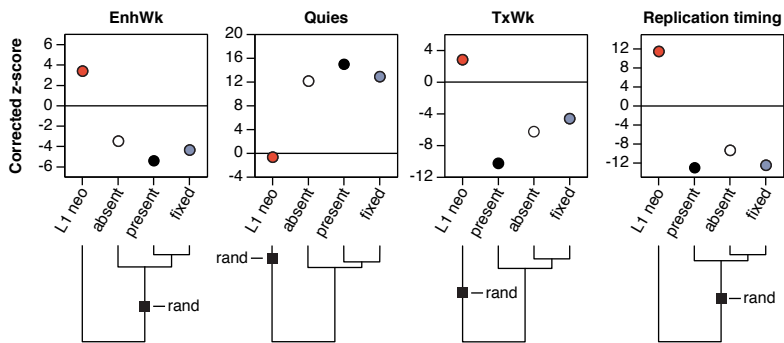 EnhWk Quies TxWk Replication timing
Corrected z-score
6
4
2
0
-2
-4
-6
20
16
12
8
4
0
-4
4
0
-4
-8
-12
12
8
4
0
-4
-8
-12
L1 neo absent present fixed
L1 neo absent present fixed
L1 neo present absent fixed
L1 neo present absent fixed
rand
rand
rand
rand